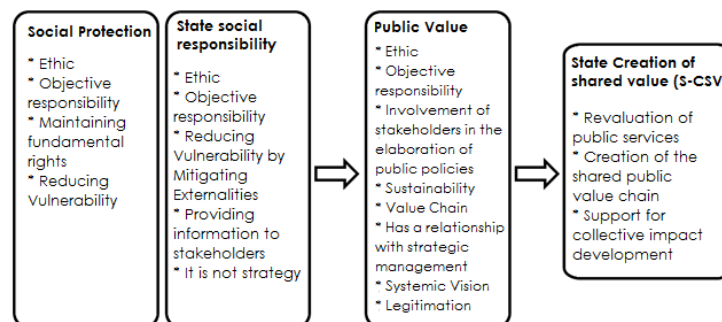 Social Protection
* Ethic
* Objective
responsibility
* Maintaining
fundamental
rights
* Reducing
Vulnerability
State social
responsibility
* Ethic
* Objective
responsibility
* Reducing
Vulnerability by
Mitigating
Externalities
* Providing
information to
stakeholders
* It is not strategy
Public Value
* Ethic
* Objective
responsibility
* Involvement of
stakeholders in the
elaboration of
public policies
* Sustainability
* Value Chain
* Has a relationship
with strategic
management
* Systemic Vision
* Legitimation
State Creation of
shared value (S-CSV
* Revaluation of
public services
* Creation of the
shared public
value chain
* Support for
collective impact
development